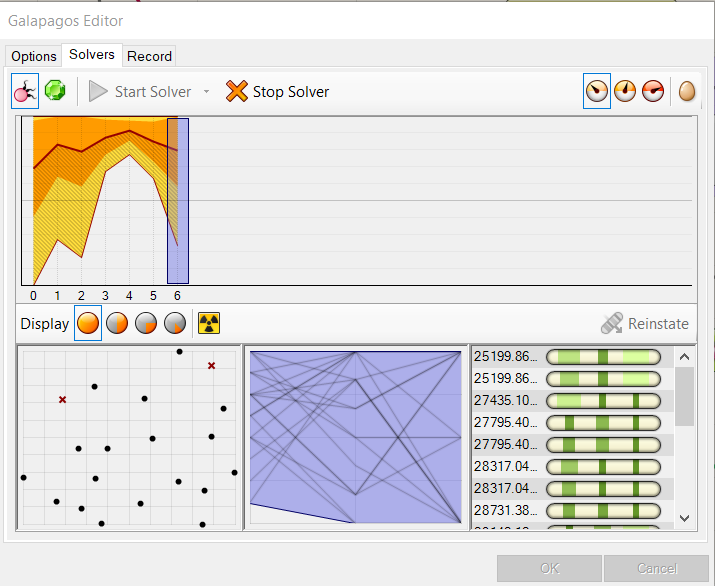 Galapagos Editor
Options Solvers Record
Start Solver Stop Solver
0 1 2 3 4 5 6
Display Reinstate
25199.86...
25199.86...
27435.10...
27795.40...
27795.40...
28317.04...
28317.04...
28731.38...
OK Cancel